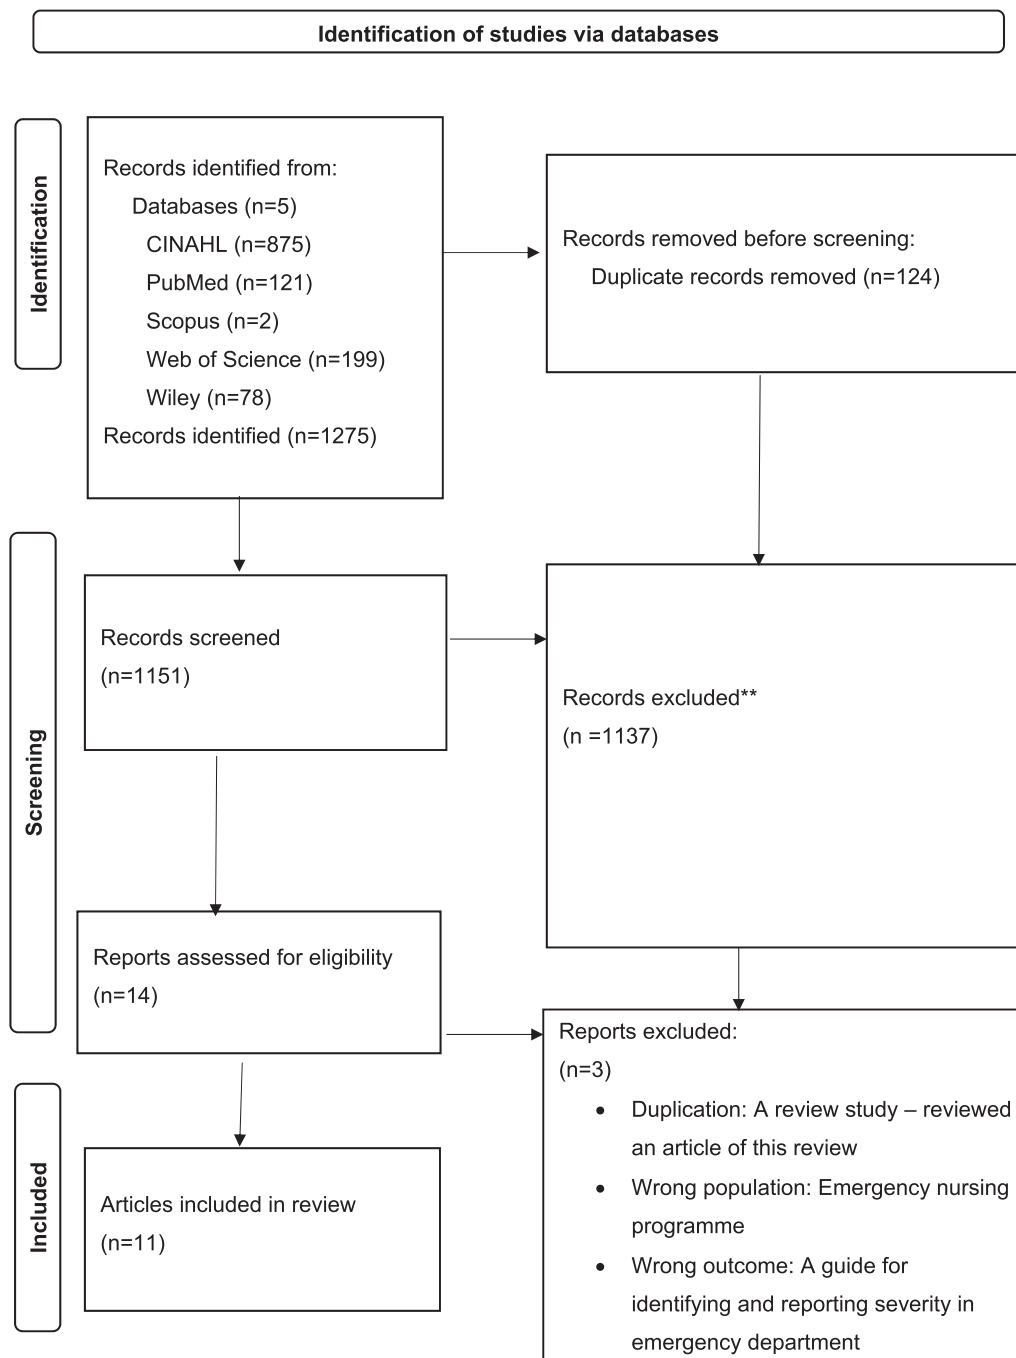 Identification of studies via databases
Identification
Records identified from:
Databases (n=5)
CINAHL (n=875)
PubMed (n=121)
Scopus (n=2)
Web of Science (n=199)
Wiley (n=78)
Records identified (n=1275)
Records removed before screening:
Duplicate records removed (n=124)
Screening
Records screened
(n=1151)
Records excluded**
(n =1137)
Reports assessed for eligibility
(n=14)
Reports excluded:
(n=3)
• Duplication: A review study – reviewed
an article of this review
• Wrong population: Emergency nursing
programme
• Wrong outcome: A guide for
identifying and reporting severity in
emergency department
Included
Articles included in review
(n=11)